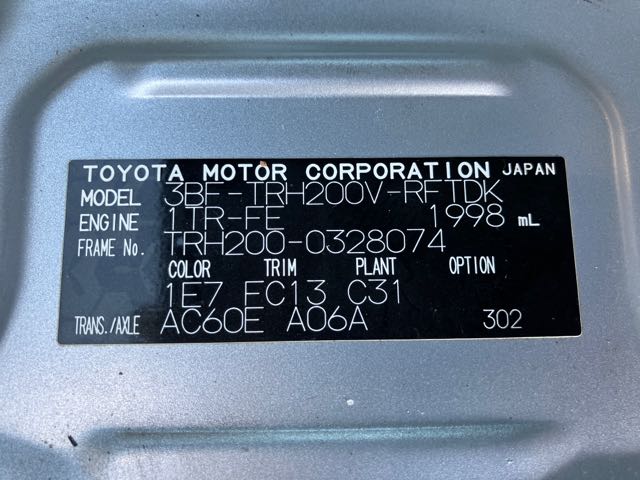 TOYOTA MOTOR CORPORATION JAPAN
MODEL 3BF-TRH200V-RFTDK
ENGINE 1TR-FE 1998 mL
FRAME No. TRH200-0328074
COLOR TRIM PLANT OPTION
1E7 FC13 C31
TRANS./AXLE AC60E A06A 302